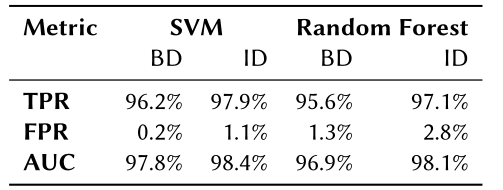 Metric SVM Random Forest
BD ID BD ID
TPR 96.2% 97.9% 95.6% 97.1%
FPR 0.2% 1.1% 1.3% 2.8%
AUC 97.8% 98.4% 96.9% 98.1%